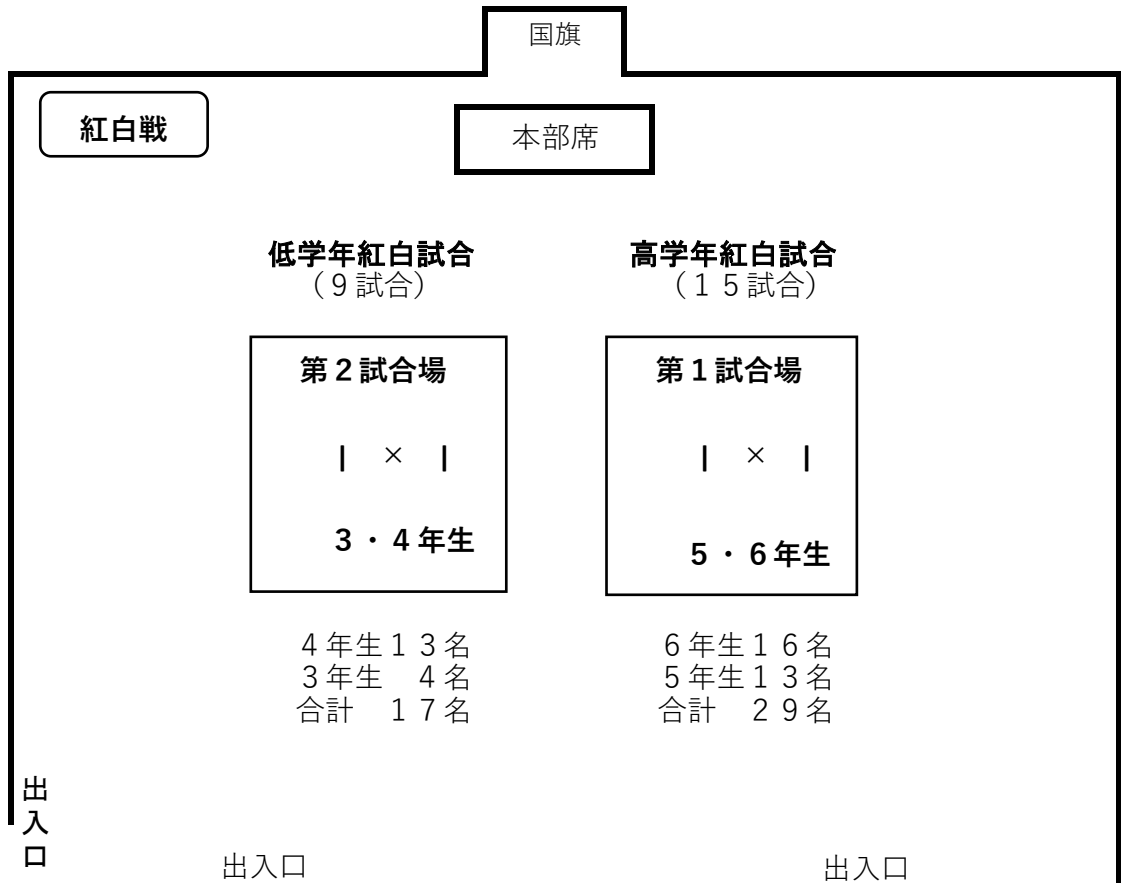 国旗
紅白戦
本部席
低学年紅白試合
（９試合）
第２試合場
| × |
３・４年生
４年生１３名
３年生　４名
合計　１７名
高学年紅白試合
（１５試合）
第１試合場
| × |
５・６年生
６年生１６名
５年生１３名
合計　２９名
出入口
出入口
出入口